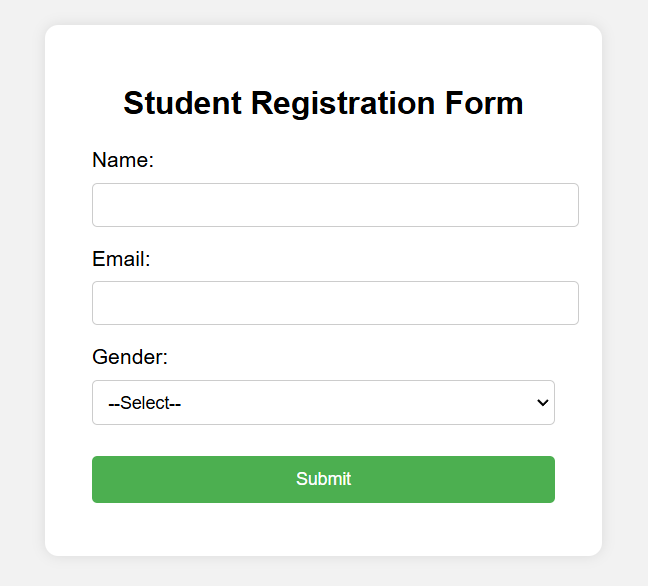 Student Registration Form
Name:
Email:
Gender:
--Select--
Submit